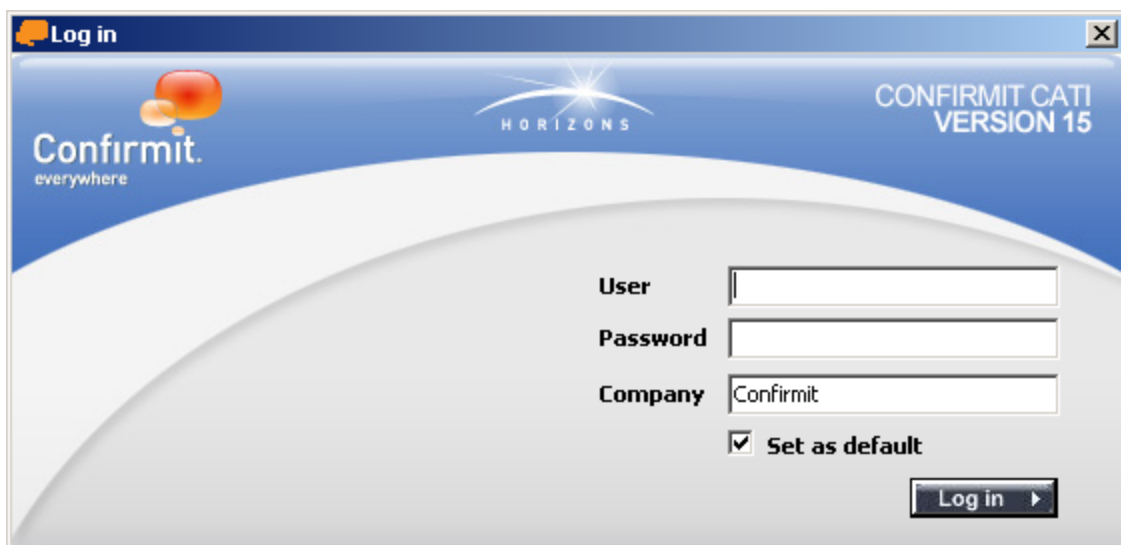 Log in
Confirmit.
everywhere
HORIZONS
CONFIRMIT CATI
VERSION 15
User
Password
Company Confirmit
Set as default
Log in